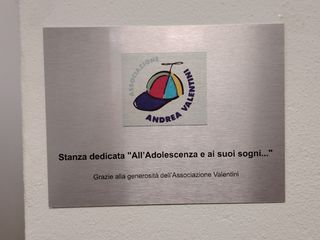 ASSOCIAZIONE
ANDREA VALENTINI
Stanza dedicata "All'Adolescenza e ai suoi sogni..."
Grazie alla generosità dell'Associazione Valentini